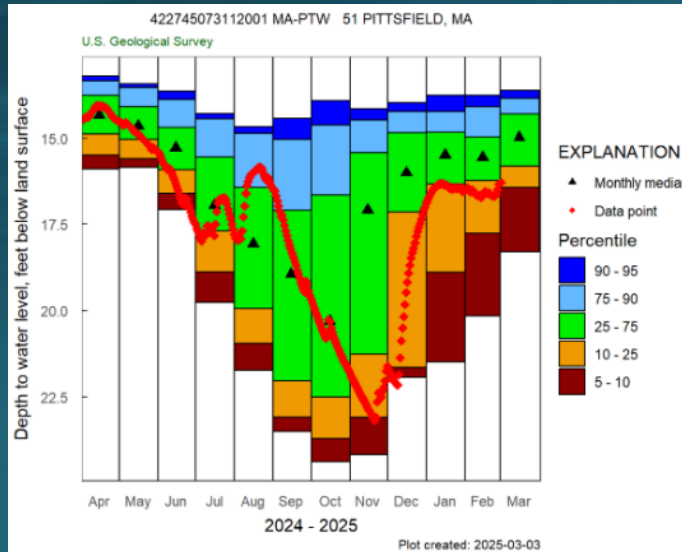 422745073112001 MA-PTW   51 PITTSFIELD, MA
U.S. Geological Survey
Depth to water level, feet below land surface
15.0
17.5
20.0
22.5
Apr May Jun Jul Aug Sep Oct Nov Dec Jan Feb Mar
2024 - 2025
EXPLANATION
Monthly media
Data point
Percentile
90 - 95
75 - 90
25 - 75
10 - 25
5 - 10
Plot created: 2025-03-03